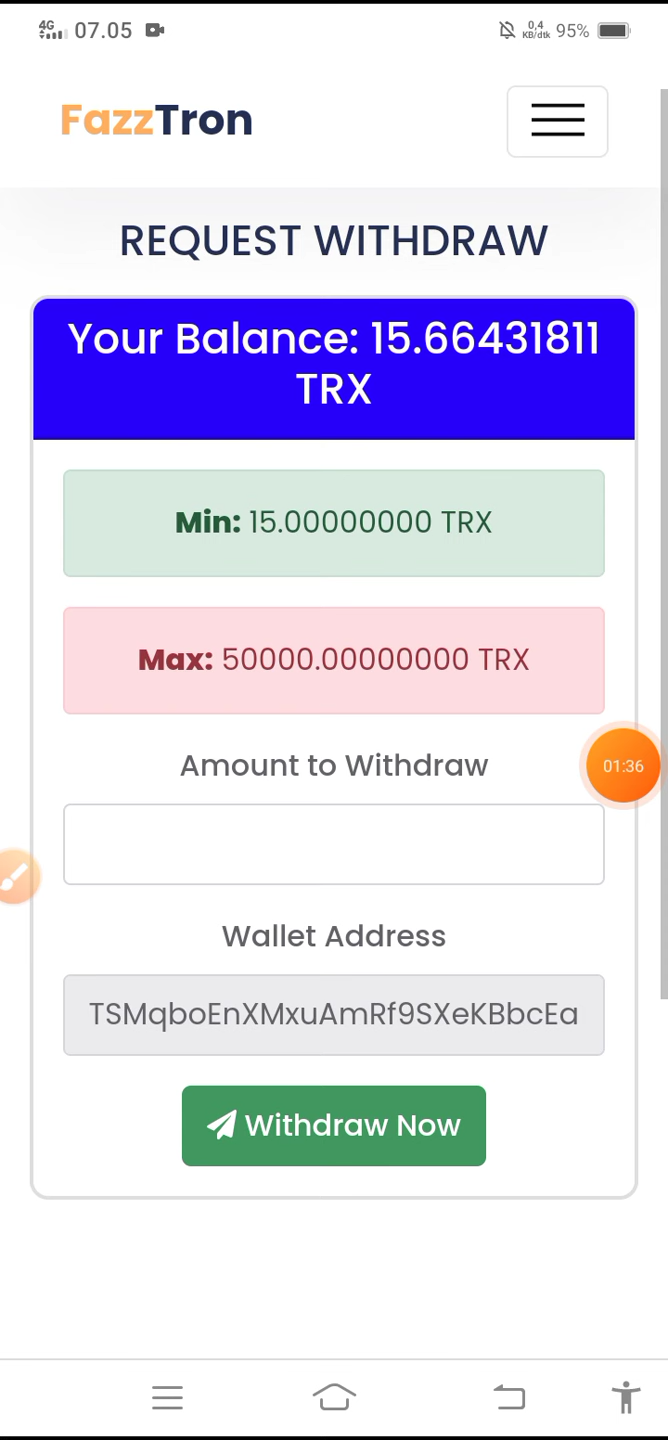 4G 07.05 0,4 KB/dtk 95%
FazzTron
REQUEST WITHDRAW
Your Balance: 15.66431811
TRX
Min: 15.00000000 TRX
Max: 50000.00000000 TRX
Amount to Withdraw
01:36
Wallet Address
TSMqboEnXMxuAmRf9SXeKBbcEa
Withdraw Now